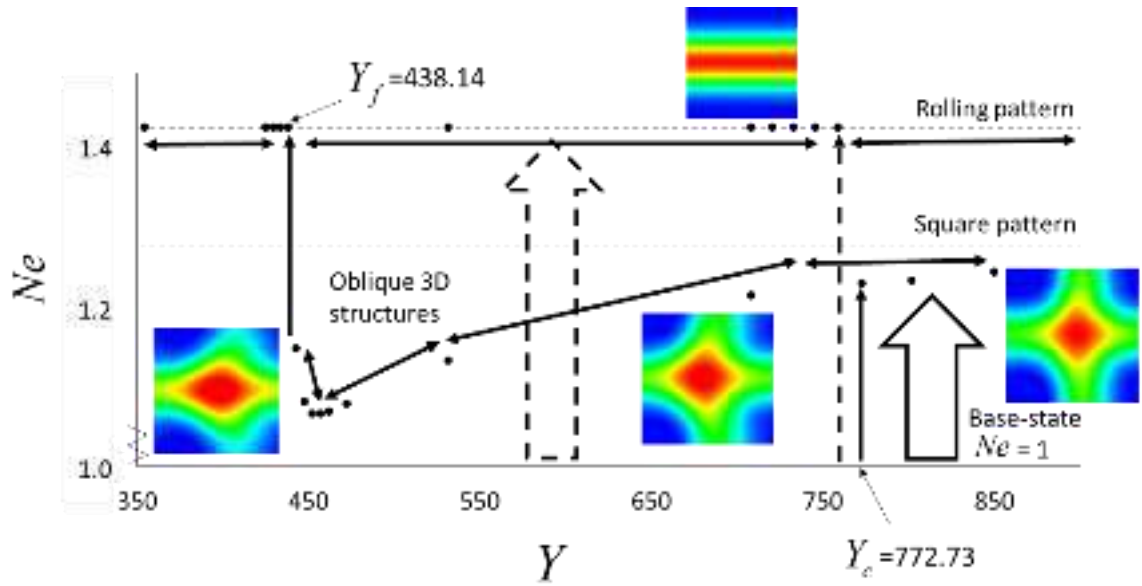 Y_f=438.14
Rolling pattern
1.4
Square pattern
Ne
Oblique 3D
structures
1.2
Base-state
Ne = 1
1.0
350 450 550 650 750 850
Y
Y_c=772.73